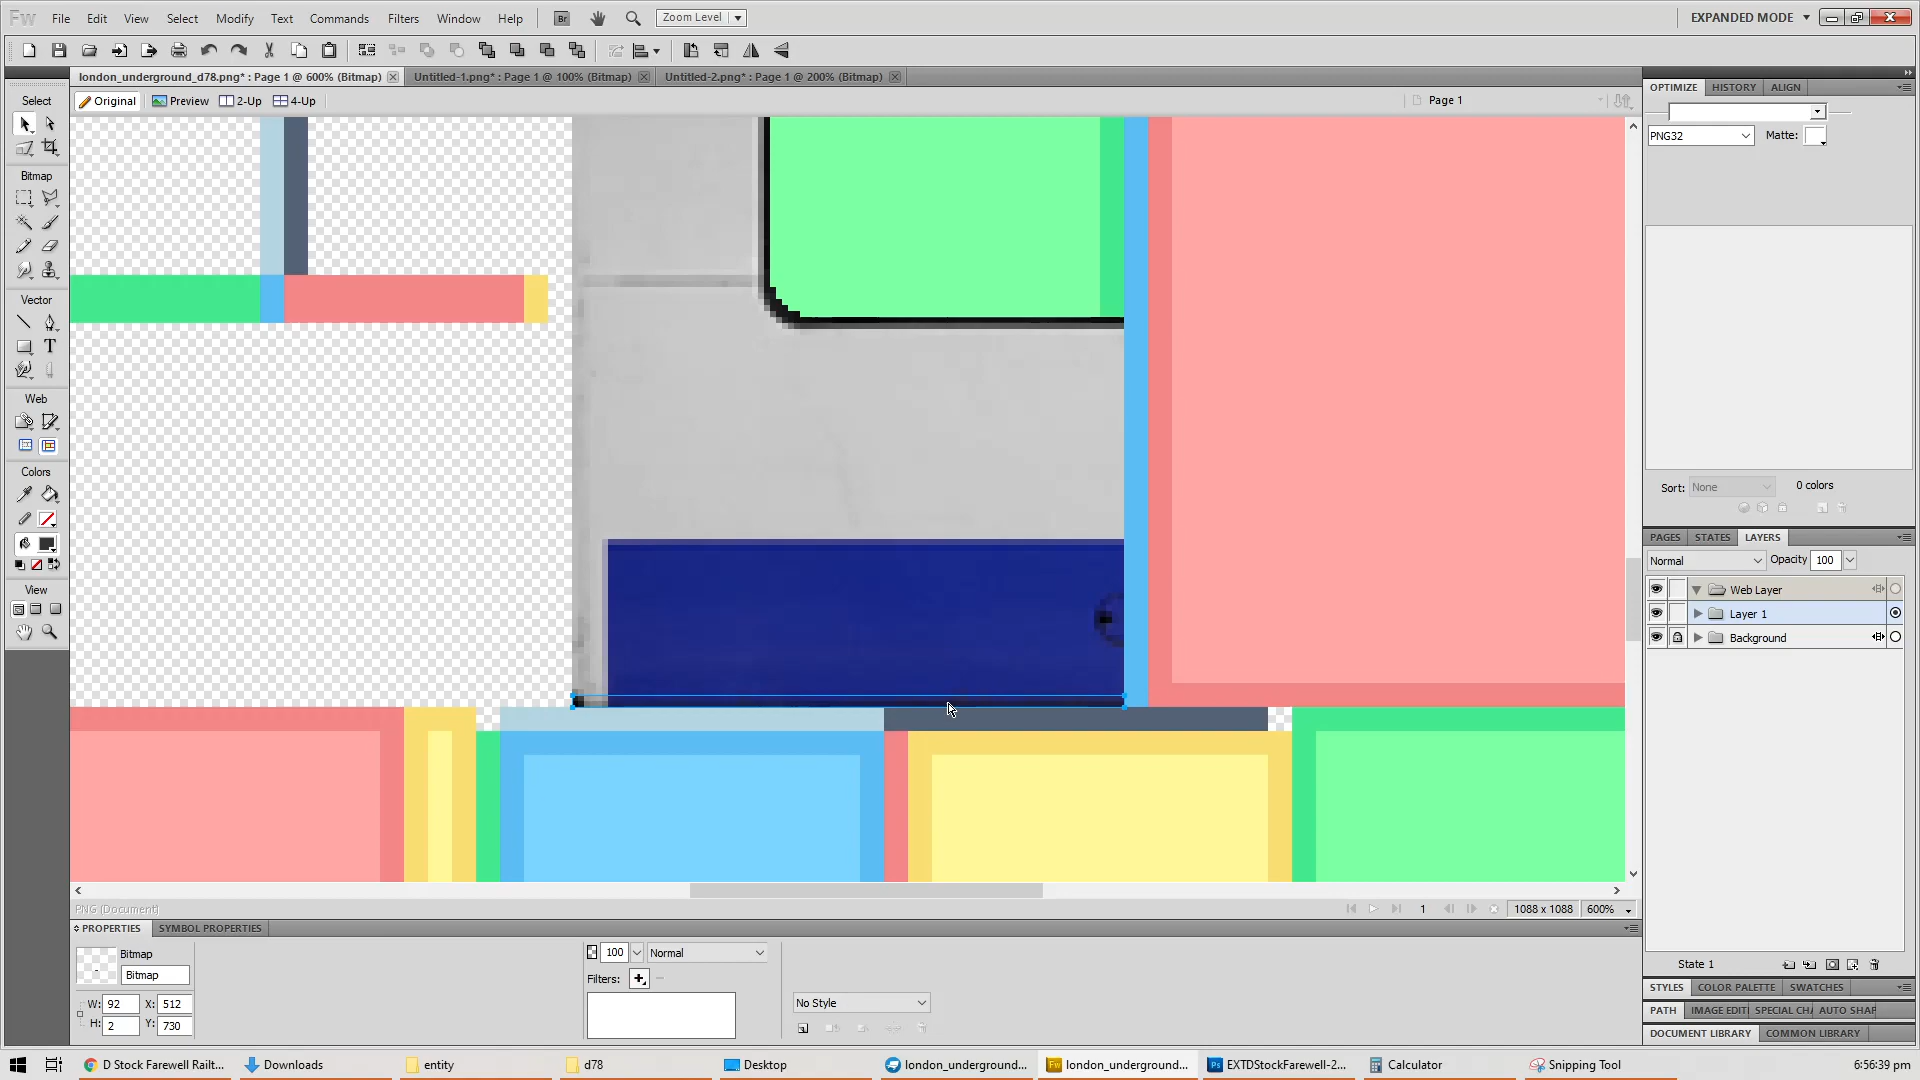 Fw File Edit View Select Modify Text Commands Filters Window Help Br Zoom Level EXPANDED MODE
london_underground_d78.png* : Page 1 @ 600% (Bitmap) Untitled-1.png* : Page 1 @ 100% (Bitmap) Untitled-2.png* : Page 1 @ 200% (Bitmap)
Original Preview 2-Up 4-Up Page 1
Select
Bitmap
Vector
T
Web
Colors
View
OPTIMIZE HISTORY ALIGN
PNG32 Matte:
Sort: None 0 colors
PAGES STATES LAYERS
Normal Opacity 100
Web Layer
Layer 1
Background
State 1
STYLES COLOR PALETTE SWATCHES
PATH IMAGE EDITI SPECIAL CHA AUTO SHAP
DOCUMENT LIBRARY COMMON LIBRARY
PNG (Document) 1 1088 x 1088 600%
PROPERTIES SYMBOL PROPERTIES
Bitmap
Bitmap
W: 92 X: 512
H: 2 Y: 730
100 Normal
Filters:
No Style
D Stock Farewell Railt... Downloads entity d78 Desktop london_underground... Fw london_underground... Ps EXTDStockFarewell-2... Calculator Snipping Tool 6:56:39 pm